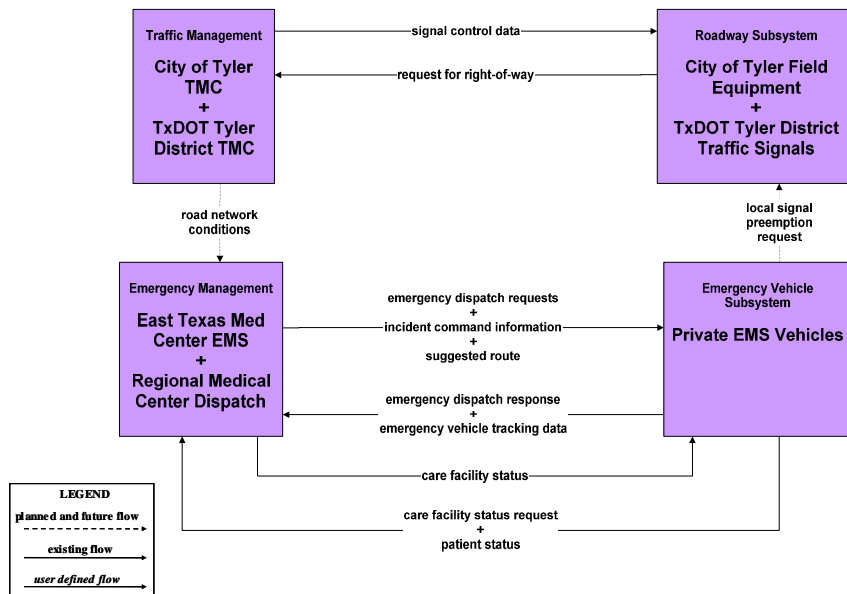 Traffic Management
City of Tyler
TMC
+
TxDOT Tyler
District TMC
signal control data
request for right-of-way
Roadway Subsystem
City of Tyler Field
Equipment
+
TxDOT Tyler District
Traffic Signals
road network
conditions
local signal
preemption
request
Emergency Management
East Texas Med
Center EMS
+
Regional Medical
Center Dispatch
emergency dispatch requests
+
incident command information
+
suggested route
Emergency Vehicle
Subsystem
Private EMS Vehicles
emergency dispatch response
+
emergency vehicle tracking data
care facility status
care facility status request
+
patient status
LEGEND
planned and future flow
existing flow
user defined flow